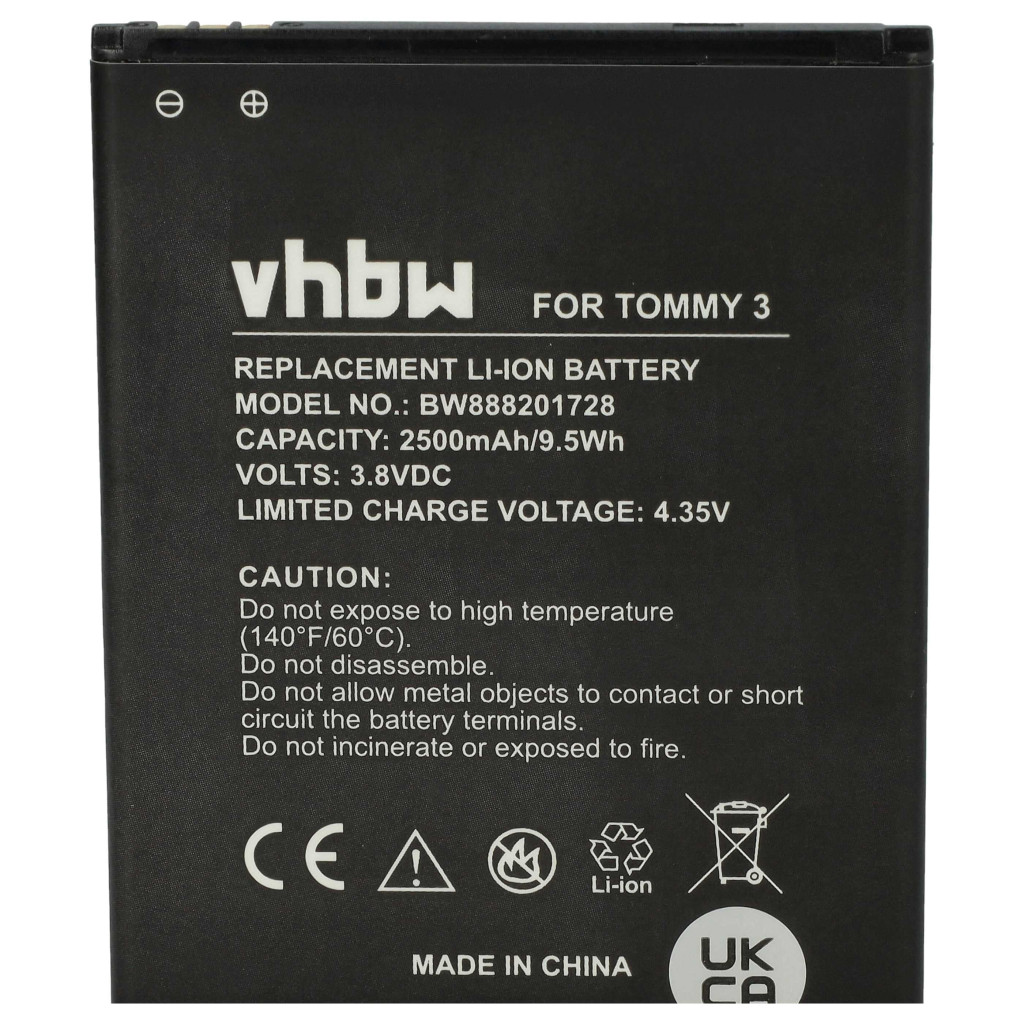 vhbw FOR TOMMY 3
REPLACEMENT LI-ION BATTERY
MODEL NO.: BW888201728
CAPACITY: 2500mAh/9.5Wh
VOLTS: 3.8VDC
LIMITED CHARGE VOLTAGE: 4.35V
CAUTION:
Do not expose to high temperature
(140°F/60°C).
Do not disassemble.
Do not allow metal objects to contact or short
circuit the battery terminals.
Do not incinerate or exposed to fire.
CE
Li-ion
MADE IN CHINA
UK
CA